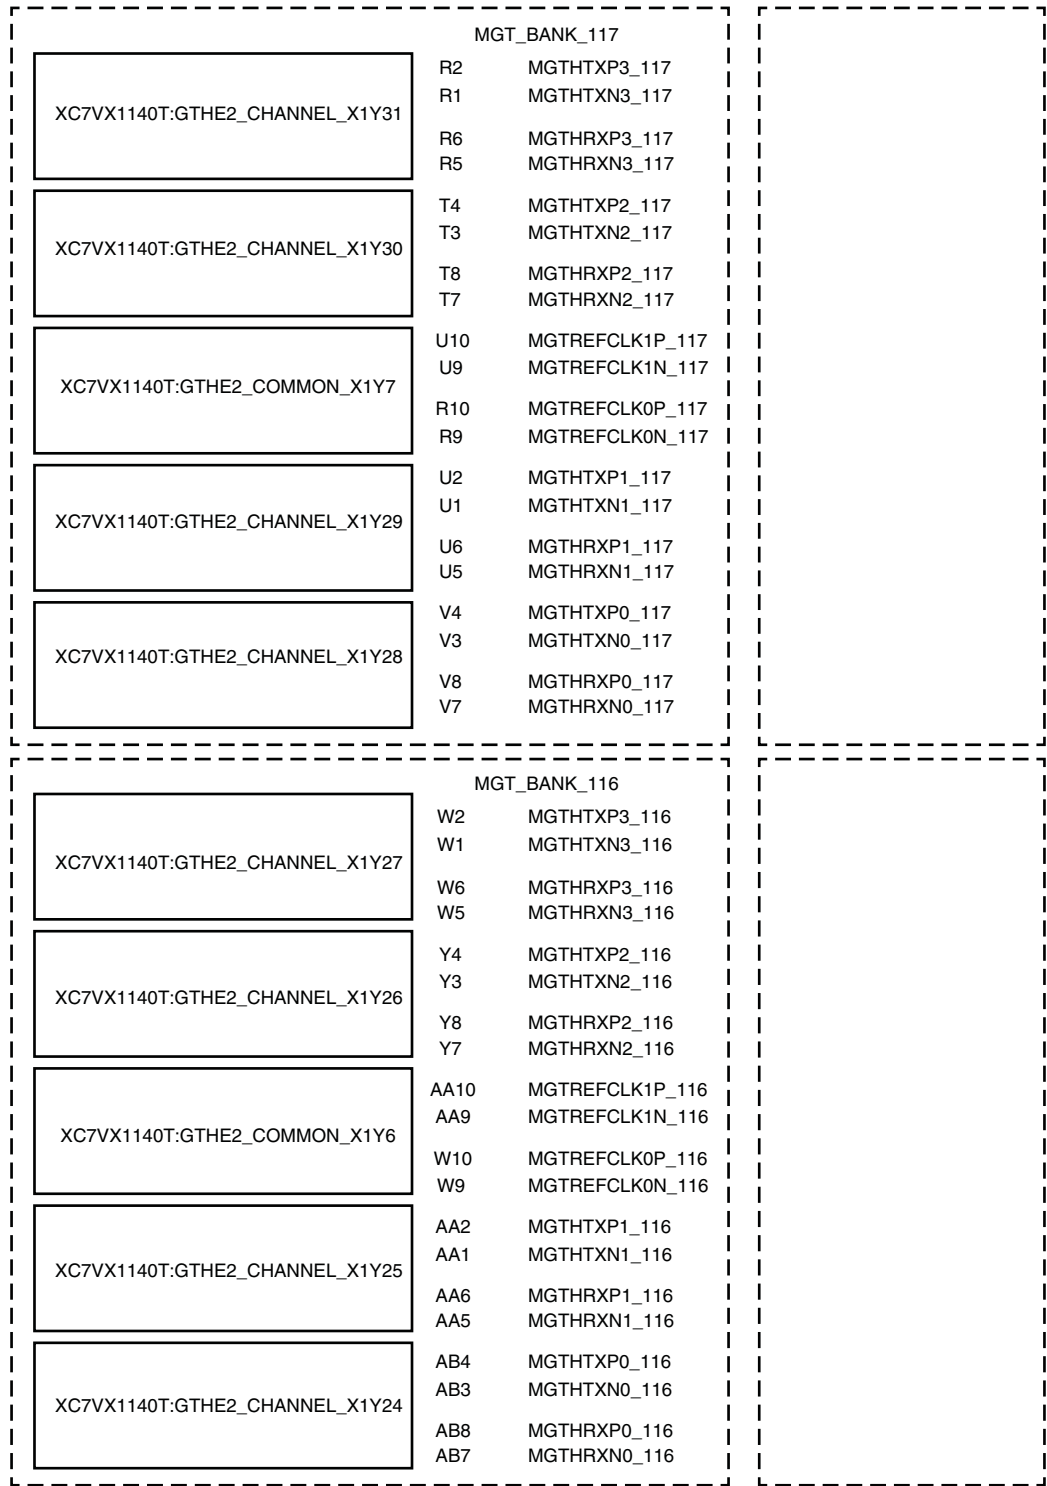 MGT_BANK_117
R2 MGTHTXP3_117
R1 MGTHTXN3_117
XC7VX1140T:GTHE2_CHANNEL_X1Y31
R6 MGTHRXP3_117
R5 MGTHRXN3_117
T4 MGTHTXP2_117
T3 MGTHTXN2_117
XC7VX1140T:GTHE2_CHANNEL_X1Y30
T8 MGTHRXP2_117
T7 MGTHRXN2_117
U10 MGTREFCLK1P_117
U9 MGTREFCLK1N_117
XC7VX1140T:GTHE2_COMMON_X1Y7
R10 MGTREFCLK0P_117
R9 MGTREFCLK0N_117
U2 MGTHTXP1_117
U1 MGTHTXN1_117
XC7VX1140T:GTHE2_CHANNEL_X1Y29
U6 MGTHRXP1_117
U5 MGTHRXN1_117
V4 MGTHTXP0_117
V3 MGTHTXN0_117
XC7VX1140T:GTHE2_CHANNEL_X1Y28
V8 MGTHRXP0_117
V7 MGTHRXN0_117
MGT_BANK_116
W2 MGTHTXP3_116
W1 MGTHTXN3_116
XC7VX1140T:GTHE2_CHANNEL_X1Y27
W6 MGTHRXP3_116
W5 MGTHRXN3_116
Y4 MGTHTXP2_116
Y3 MGTHTXN2_116
XC7VX1140T:GTHE2_CHANNEL_X1Y26
Y8 MGTHRXP2_116
Y7 MGTHRXN2_116
AA10 MGTREFCLK1P_116
AA9 MGTREFCLK1N_116
XC7VX1140T:GTHE2_COMMON_X1Y6
W10 MGTREFCLK0P_116
W9 MGTREFCLK0N_116
AA2 MGTHTXP1_116
AA1 MGTHTXN1_116
XC7VX1140T:GTHE2_CHANNEL_X1Y25
AA6 MGTHRXP1_116
AA5 MGTHRXN1_116
AB4 MGTHTXP0_116
AB3 MGTHTXN0_116
XC7VX1140T:GTHE2_CHANNEL_X1Y24
AB8 MGTHRXP0_116
AB7 MGTHRXN0_116